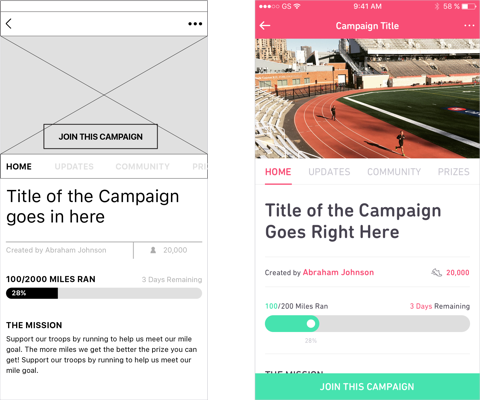 JOIN THIS CAMPAIGN
HOME UPDATES COMMUNITY PRI
Title of the Campaign
goes in here
Created by Abraham Johnson 20,000
100/2000 MILES RAN 3 Days Remaining
28%
THE MISSION
Support our troops by running to help us meet our mile
goal. The more miles we get the better the prize you can
get! Support our troops by running to help us meet our
mile goal.
GS 9:41 AM 58 %
Campaign Title
HOME UPDATES COMMUNITY PRIZES
Title of the Campaign
Goes Right Here
Created by Abraham Johnson 20,000
100/200 Miles Ran 3 Days Remaining
28%
THE MISSION
JOIN THIS CAMPAIGN